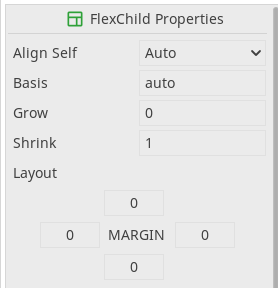 FlexChild Properties
Align Self Auto
Basis auto
Grow 0
Shrink 1
Layout
0
0 MARGIN 0
0